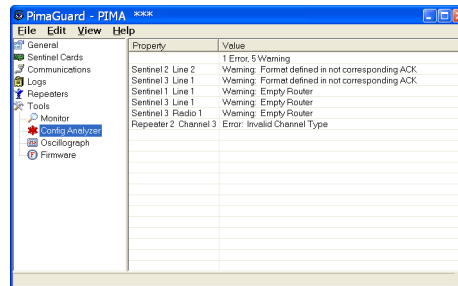 PimaGuard - PIMA ***
File Edit View Help
General
Sentinel Cards
Communications
Logs
Repeaters
Tools
Monitor
Config Analyzer
Oscillograph
Firmware
Property Value
1 Error, 5 Warning
Sentinel 2 Line 2 Warning: Format defined in not corresponding ACK
Sentinel 3 Line 1 Warning: Format defined in not corresponding ACK
Sentinel 1 Line 1 Warning: Empty Router
Sentinel 3 Line 1 Warning: Empty Router
Sentinel 3 Radio 1 Warning: Empty Router
Repeater 2 Channel 3 Error: Invalid Channel Type